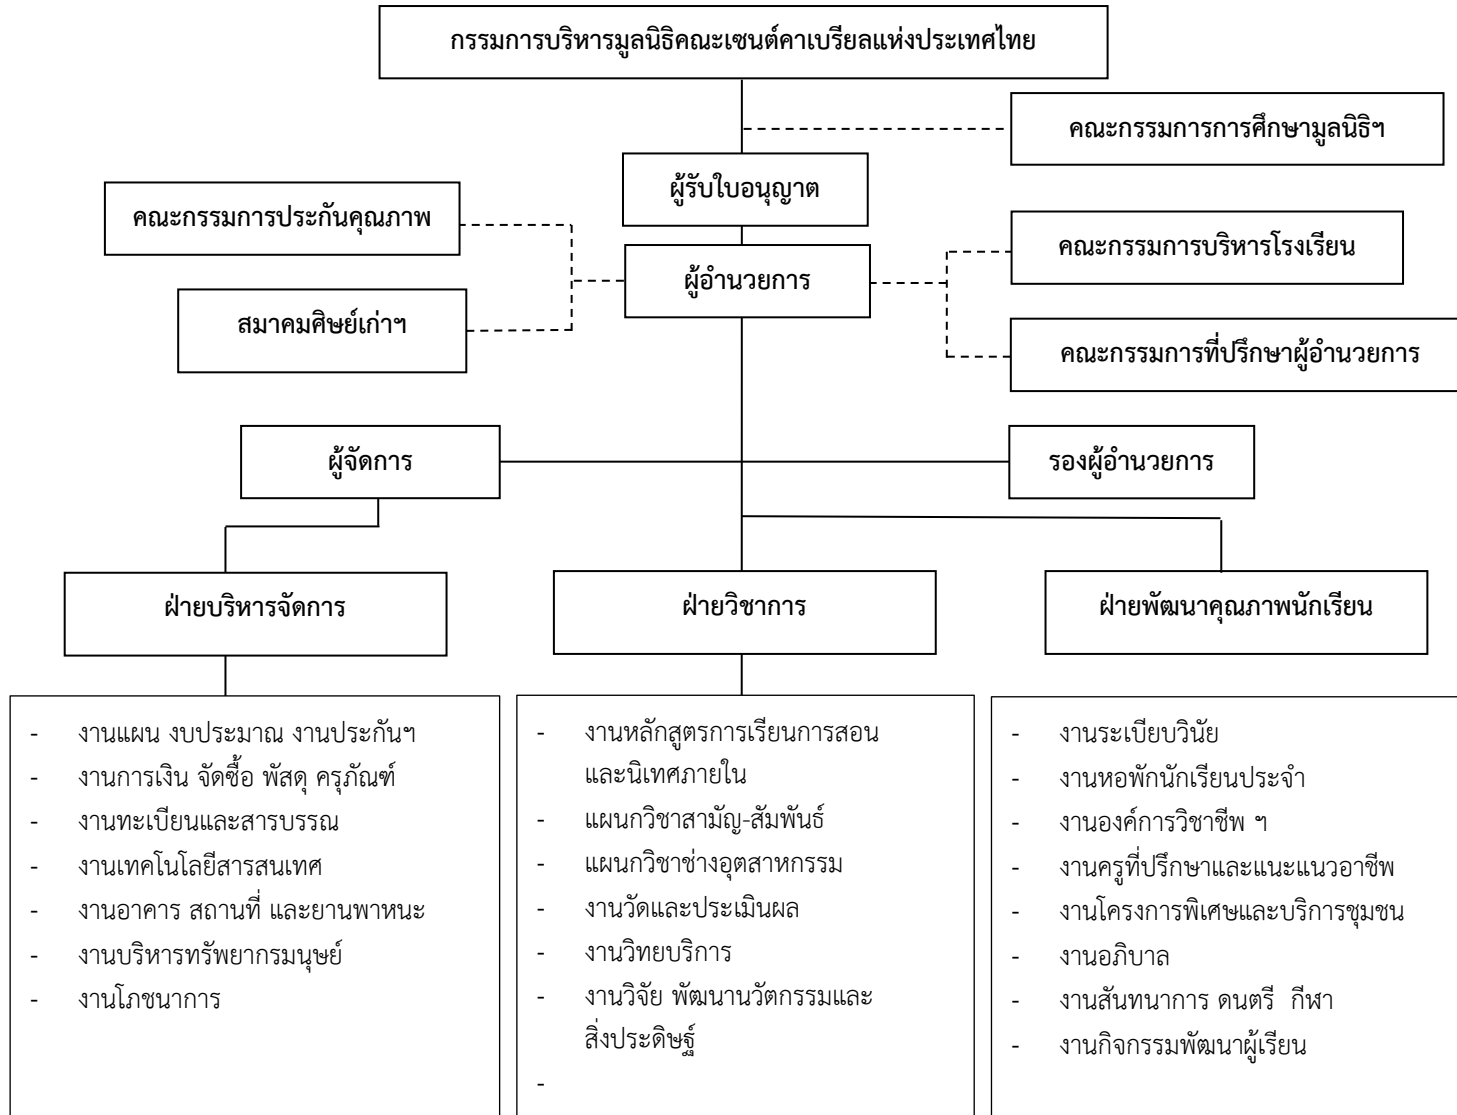 กรรมการบริหารมูลนิธิคณะเซนต์คาเบรียลแห่งประเทศไทย
คณะกรรมการการศึกษามูลนิธิฯ
ผู้รับใบอนุญาต
คณะกรรมการประกันคุณภาพ
คณะกรรมการบริหารโรงเรียน
ผู้อำนวยการ
สมาคมศิษย์เก่าฯ
คณะกรรมการที่ปรึกษาผู้อำนวยการ
ผู้จัดการ
รองผู้อำนวยการ
ฝ่ายบริหารจัดการ
ฝ่ายวิชาการ
ฝ่ายพัฒนาคุณภาพนักเรียน
- งานแผน งบประมาณ งานประกันฯ
- งานการเงิน จัดซื้อ พัสดุ ครุภัณฑ์
- งานทะเบียนและสารบรรณ
- งานเทคโนโลยีสารสนเทศ
- งานอาคาร สถานที่ และยานพาหนะ
- งานบริหารทรัพยากรมนุษย์
- งานโภชนาการ
- งานหลักสูตรการเรียนการสอน
และนิเทศภายใน
- แผนกวิชาสามัญ-สัมพันธ์
- แผนกวิชาช่างอุตสาหกรรม
- งานวัดและประเมินผล
- งานวิทยบริการ
- งานวิจัย พัฒนานวัตกรรมและ
สิ่งประดิษฐ์
-
- งานระเบียบวินัย
- งานหอพักนักเรียนประจำ
- งานองค์การวิชาชีพ ฯ
- งานครูที่ปรึกษาและแนะแนวอาชีพ
- งานโครงการพิเศษและบริการชุมชน
- งานอภิบาล
- งานสันทนาการ ดนตรี กีฬา
- งานกิจกรรมพัฒนาผู้เรียน